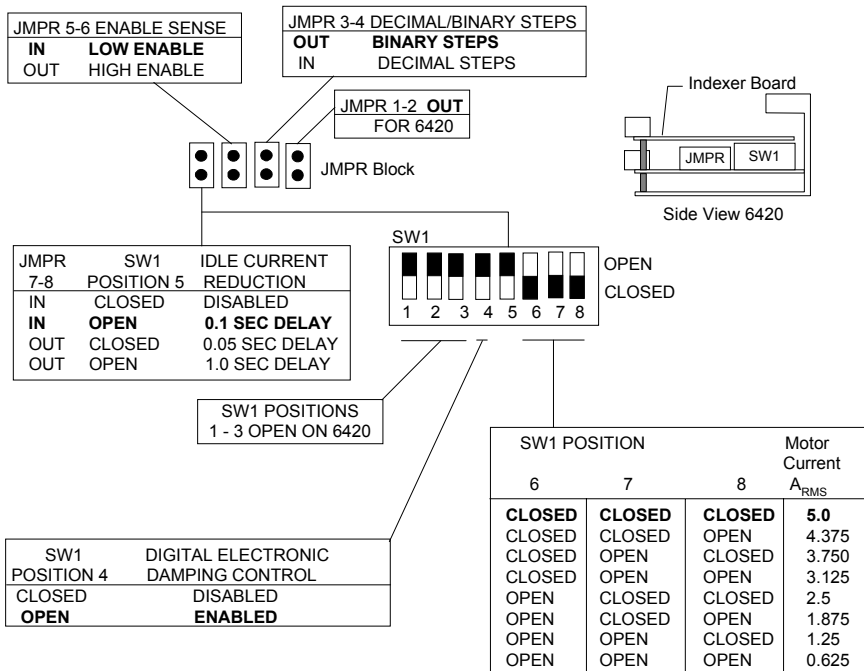 JMPR 5-6 ENABLE SENSE
IN LOW ENABLE
OUT HIGH ENABLE
JMPR 3-4 DECIMAL/BINARY STEPS
OUT BINARY STEPS
IN DECIMAL STEPS
JMPR 1-2 OUT
FOR 6420
JMPR Block
Indexer Board
JMPR SW1
Side View 6420
JMPR SW1 IDLE CURRENT
7-8 POSITION 5 REDUCTION
IN CLOSED DISABLED
IN OPEN 0.1 SEC DELAY
OUT CLOSED 0.05 SEC DELAY
OUT OPEN 1.0 SEC DELAY
SW1
OPEN
CLOSED
1 2 3 4 5 6 7 8
SW1 POSITIONS
1 - 3 OPEN ON 6420
SW1 DIGITAL ELECTRONIC
POSITION 4 DAMPING CONTROL
CLOSED DISABLED
OPEN ENABLED
SW1 POSITION Motor
Current
6 7 8 ARMS
CLOSED CLOSED CLOSED 5.0
CLOSED CLOSED OPEN 4.375
CLOSED OPEN CLOSED 3.750
CLOSED OPEN OPEN 3.125
OPEN CLOSED CLOSED 2.5
OPEN CLOSED OPEN 1.875
OPEN OPEN CLOSED 1.25
OPEN OPEN OPEN 0.625